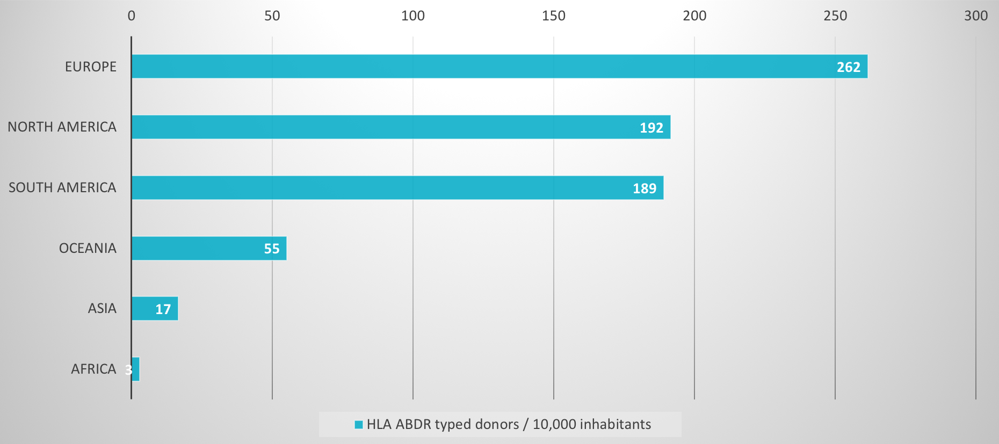 0 50 100 150 200 250 300
EUROPE 262
NORTH AMERICA 192
SOUTH AMERICA 189
OCEANIA 55
ASIA 17
AFRICA 3
HLA ABDR typed donors / 10,000 inhabitants